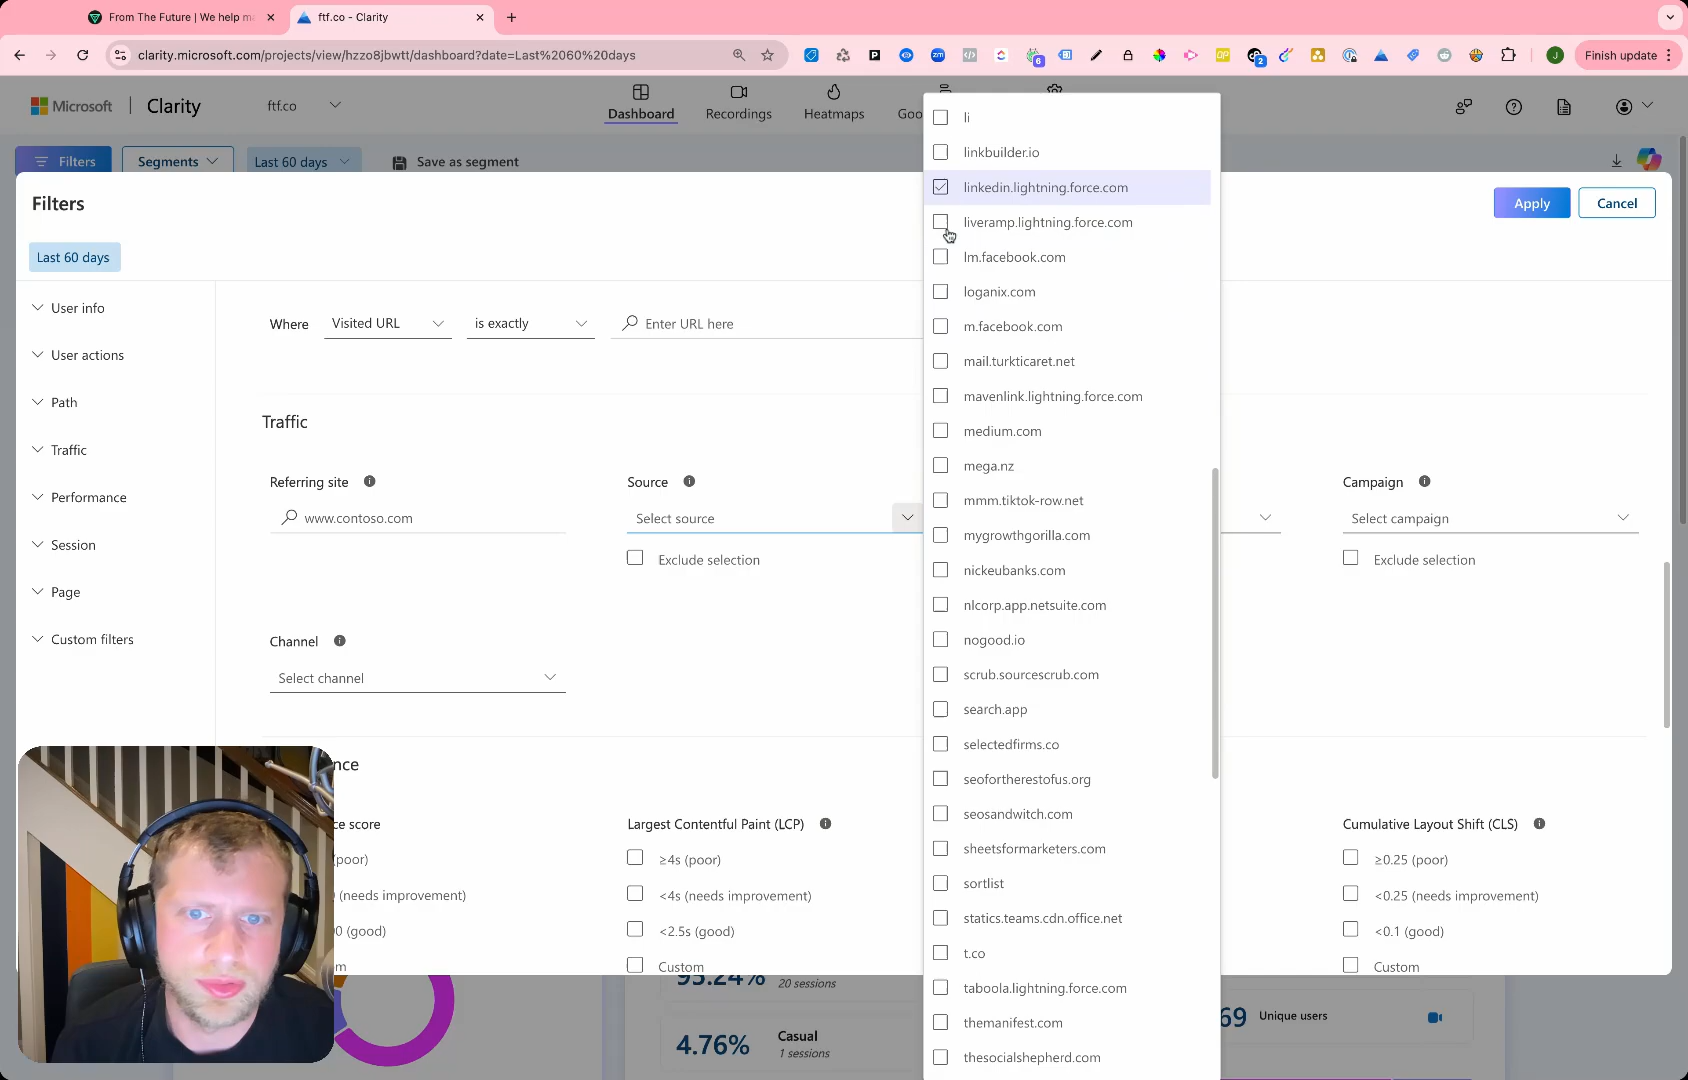 From The Future | We help ma
ftf.co - Clarity
clarity.microsoft.com/projects/view/hzzo8jbwtt/dashboard?date=Last%2060%20days
Finish update
Microsoft
Clarity
ftf.co
Dashboard
Recordings
Heatmaps
Goo
Filters
Segments
Last 60 days
Save as segment
Filters
Apply
Cancel
Last 60 days
User info
User actions
Path
Traffic
Performance
Session
Page
Custom filters
Where
Visited URL
is exactly
Enter URL here
Traffic
Referring site
www.contoso.com
Source
Select source
Exclude selection
Campaign
Select campaign
Exclude selection
Channel
Select channel
li
linkbuilder.io
linkedin.lightning.force.com
liveramp.lightning.force.com
lm.facebook.com
loganix.com
m.facebook.com
mail.turkticaret.net
mavenlink.lightning.force.com
medium.com
mega.nz
mmm.tiktok-row.net
mygrowthgorilla.com
nickeubanks.com
nlcorp.app.netsuite.com
nogood.io
scrub.sourcescrub.com
search.app
selectedfirms.co
seofortherestofus.org
seosandwitch.com
sheetsformarketers.com
sortlist
statics.teams.cdn.office.net
t.co
taboola.lightning.force.com
themanifest.com
thesocialshepherd.com
nce
ce score
(poor)
(needs improvement)
0 (good)
m
Largest Contentful Paint (LCP)
≥4s (poor)
<4s (needs improvement)
<2.5s (good)
Custom
Cumulative Layout Shift (CLS)
≥0.25 (poor)
<0.25 (needs improvement)
<0.1 (good)
Custom
95.24%
20 sessions
4.76%
Casual
1 sessions
69
Unique users